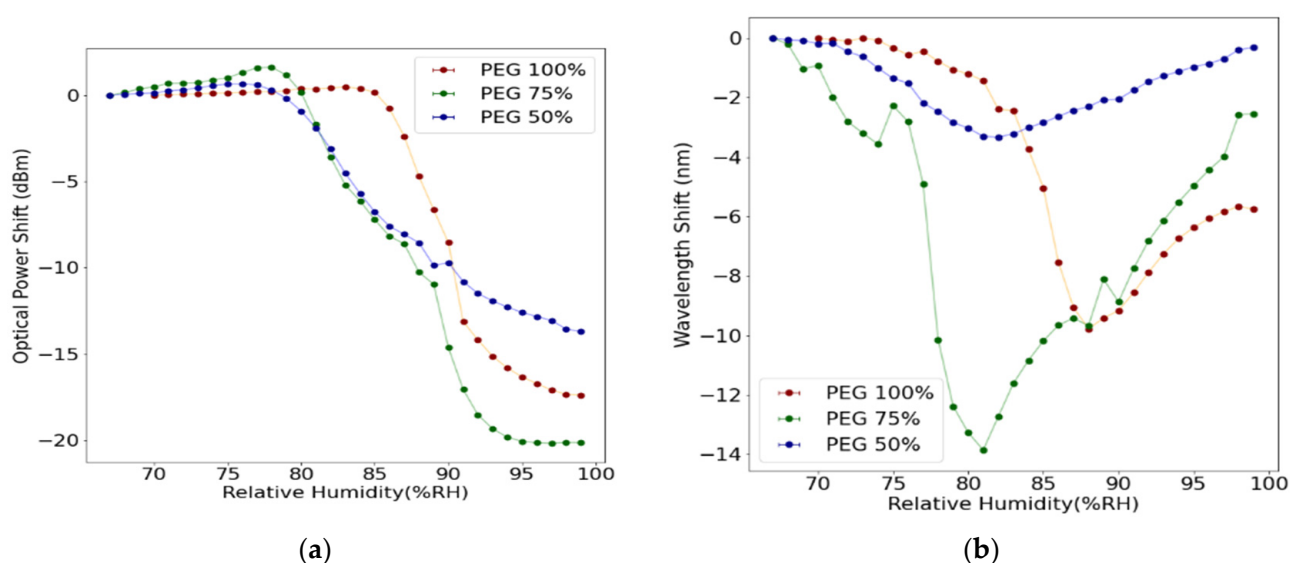 PEG 100%
PEG 75%
PEG 50%
0
−5
−10
−15
−20
Optical Power Shift (dBm)
70 75 80 85 90 95 100
Relative Humidity(%RH)
(a)
0
−2
−4
−6
−8
−10
−12
−14
Wavelength Shift (nm)
PEG 100%
PEG 75%
PEG 50%
70 75 80 85 90 95 100
Relative Humidity(%RH)
(b)